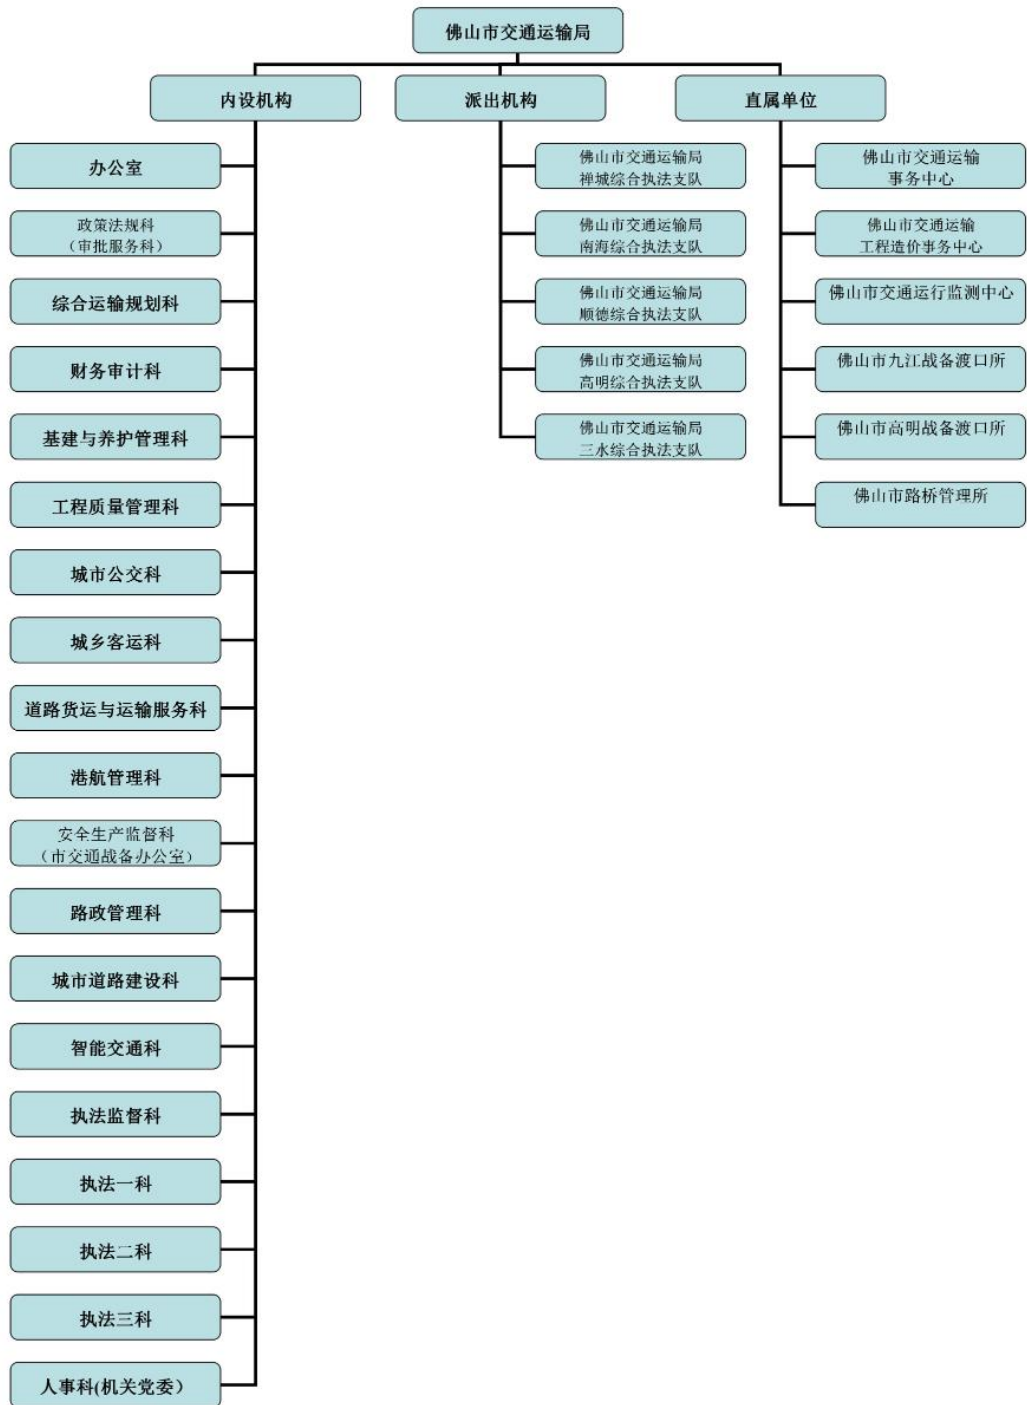 佛山市交通运输局
内设机构
派出机构
直属单位
办公室
政策法规科
（审批服务科）
综合运输规划科
财务审计科
基建与养护管理科
工程质量管理科
城市公交科
城乡客运科
道路货运与运输服务科
港航管理科
安全生产监督科
（市交通战备办公室）
路政管理科
城市道路建设科
智能交通科
执法监督科
执法一科
执法二科
执法三科
人事科(机关党委）
佛山市交通运输局
禅城综合执法支队
佛山市交通运输局
南海综合执法支队
佛山市交通运输局
顺德综合执法支队
佛山市交通运输局
高明综合执法支队
佛山市交通运输局
三水综合执法支队
佛山市交通运输
事务中心
佛山市交通运输
工程造价事务中心
佛山市交通运行监测中心
佛山市九江战备渡口所
佛山市高明战备渡口所
佛山市路桥管理所